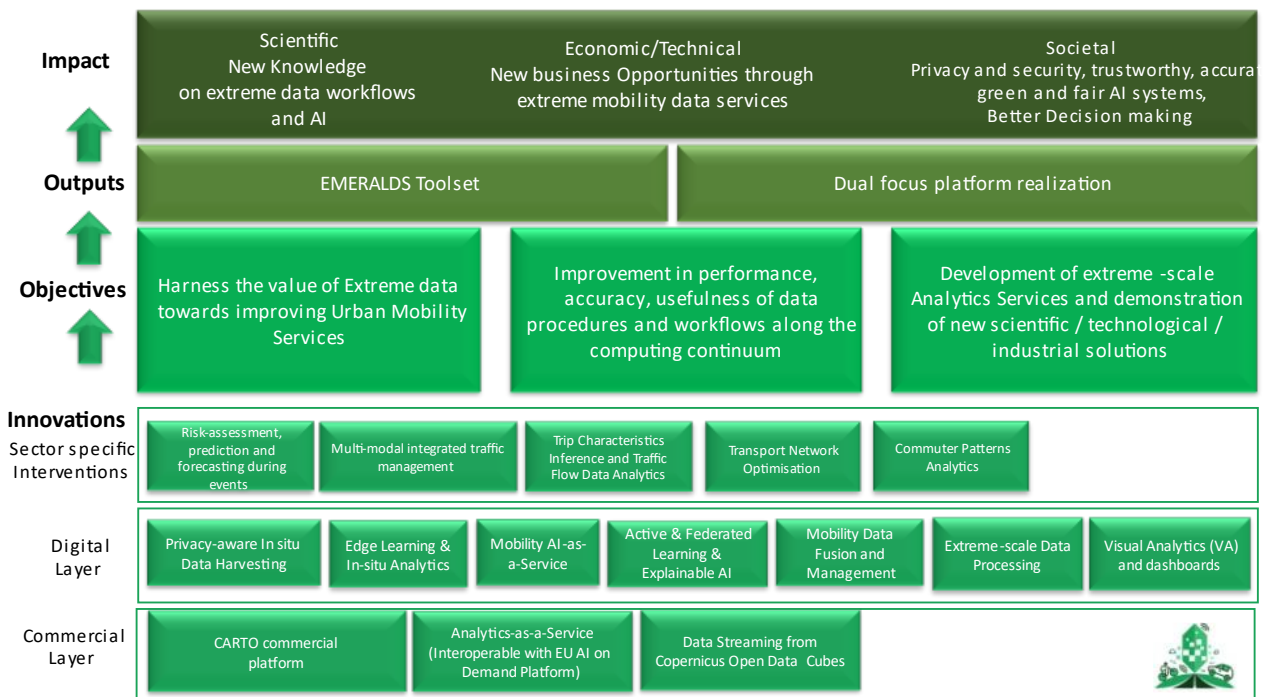 Impact
Scientific
New Knowledge
on extreme data workflows
and AI
Economic/Technical
New business Opportunities through
extreme mobility data services
Societal
Privacy and security, trustworthy, accurat
green and fair AI systems,
Better Decision making
Outputs
EMERALDS Toolset
Dual focus platform realization
Objectives
Harness the value of Extreme data
towards improving Urban Mobility
Services
Improvement in performance,
accuracy, usefulness of data
procedures and workflows along the
computing continuum
Development of extreme -scale
Analytics Services and demonstration
of new scientific / technological /
industrial solutions
Innovations
Sector specific
Interventions
Risk-assessment,
prediction and
forecasting during
events
Multi-modal integrated traffic
management
Trip Characteristics
Inference and Traffic
Flow Data Analytics
Transport Network
Optimisation
Commuter Patterns
Analytics
Digital
Layer
Privacy-aware In situ
Data Harvesting
Edge Learning &
In-situ Analytics
Mobility AI-as-
a-Service
Active & Federated
Learning &
Explainable AI
Mobility Data
Fusion and
Management
Extreme-scale Data
Processing
Visual Analytics (VA)
and dashboards
Commercial
Layer
CARTO commercial
platform
Analytics-as-a-Service
(Interoperable with EU AI on
Demand Platform)
Data Streaming from
Copernicus Open Data Cubes